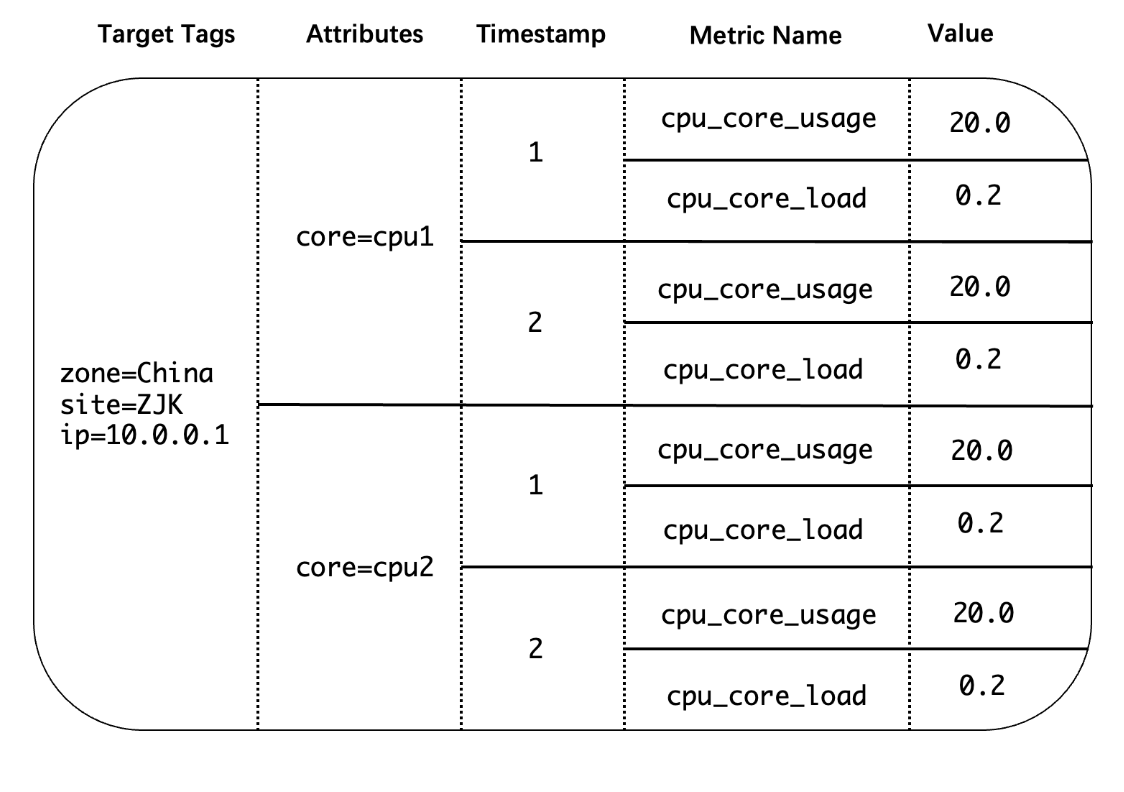 Target Tags Attributes Timestamp Metric Name Value
zone=China
site=ZJK
ip=10.0.0.1
core=cpu1
1
cpu_core_usage 20.0
cpu_core_load 0.2
2
cpu_core_usage 20.0
cpu_core_load 0.2
core=cpu2
1
cpu_core_usage 20.0
cpu_core_load 0.2
2
cpu_core_usage 20.0
cpu_core_load 0.2